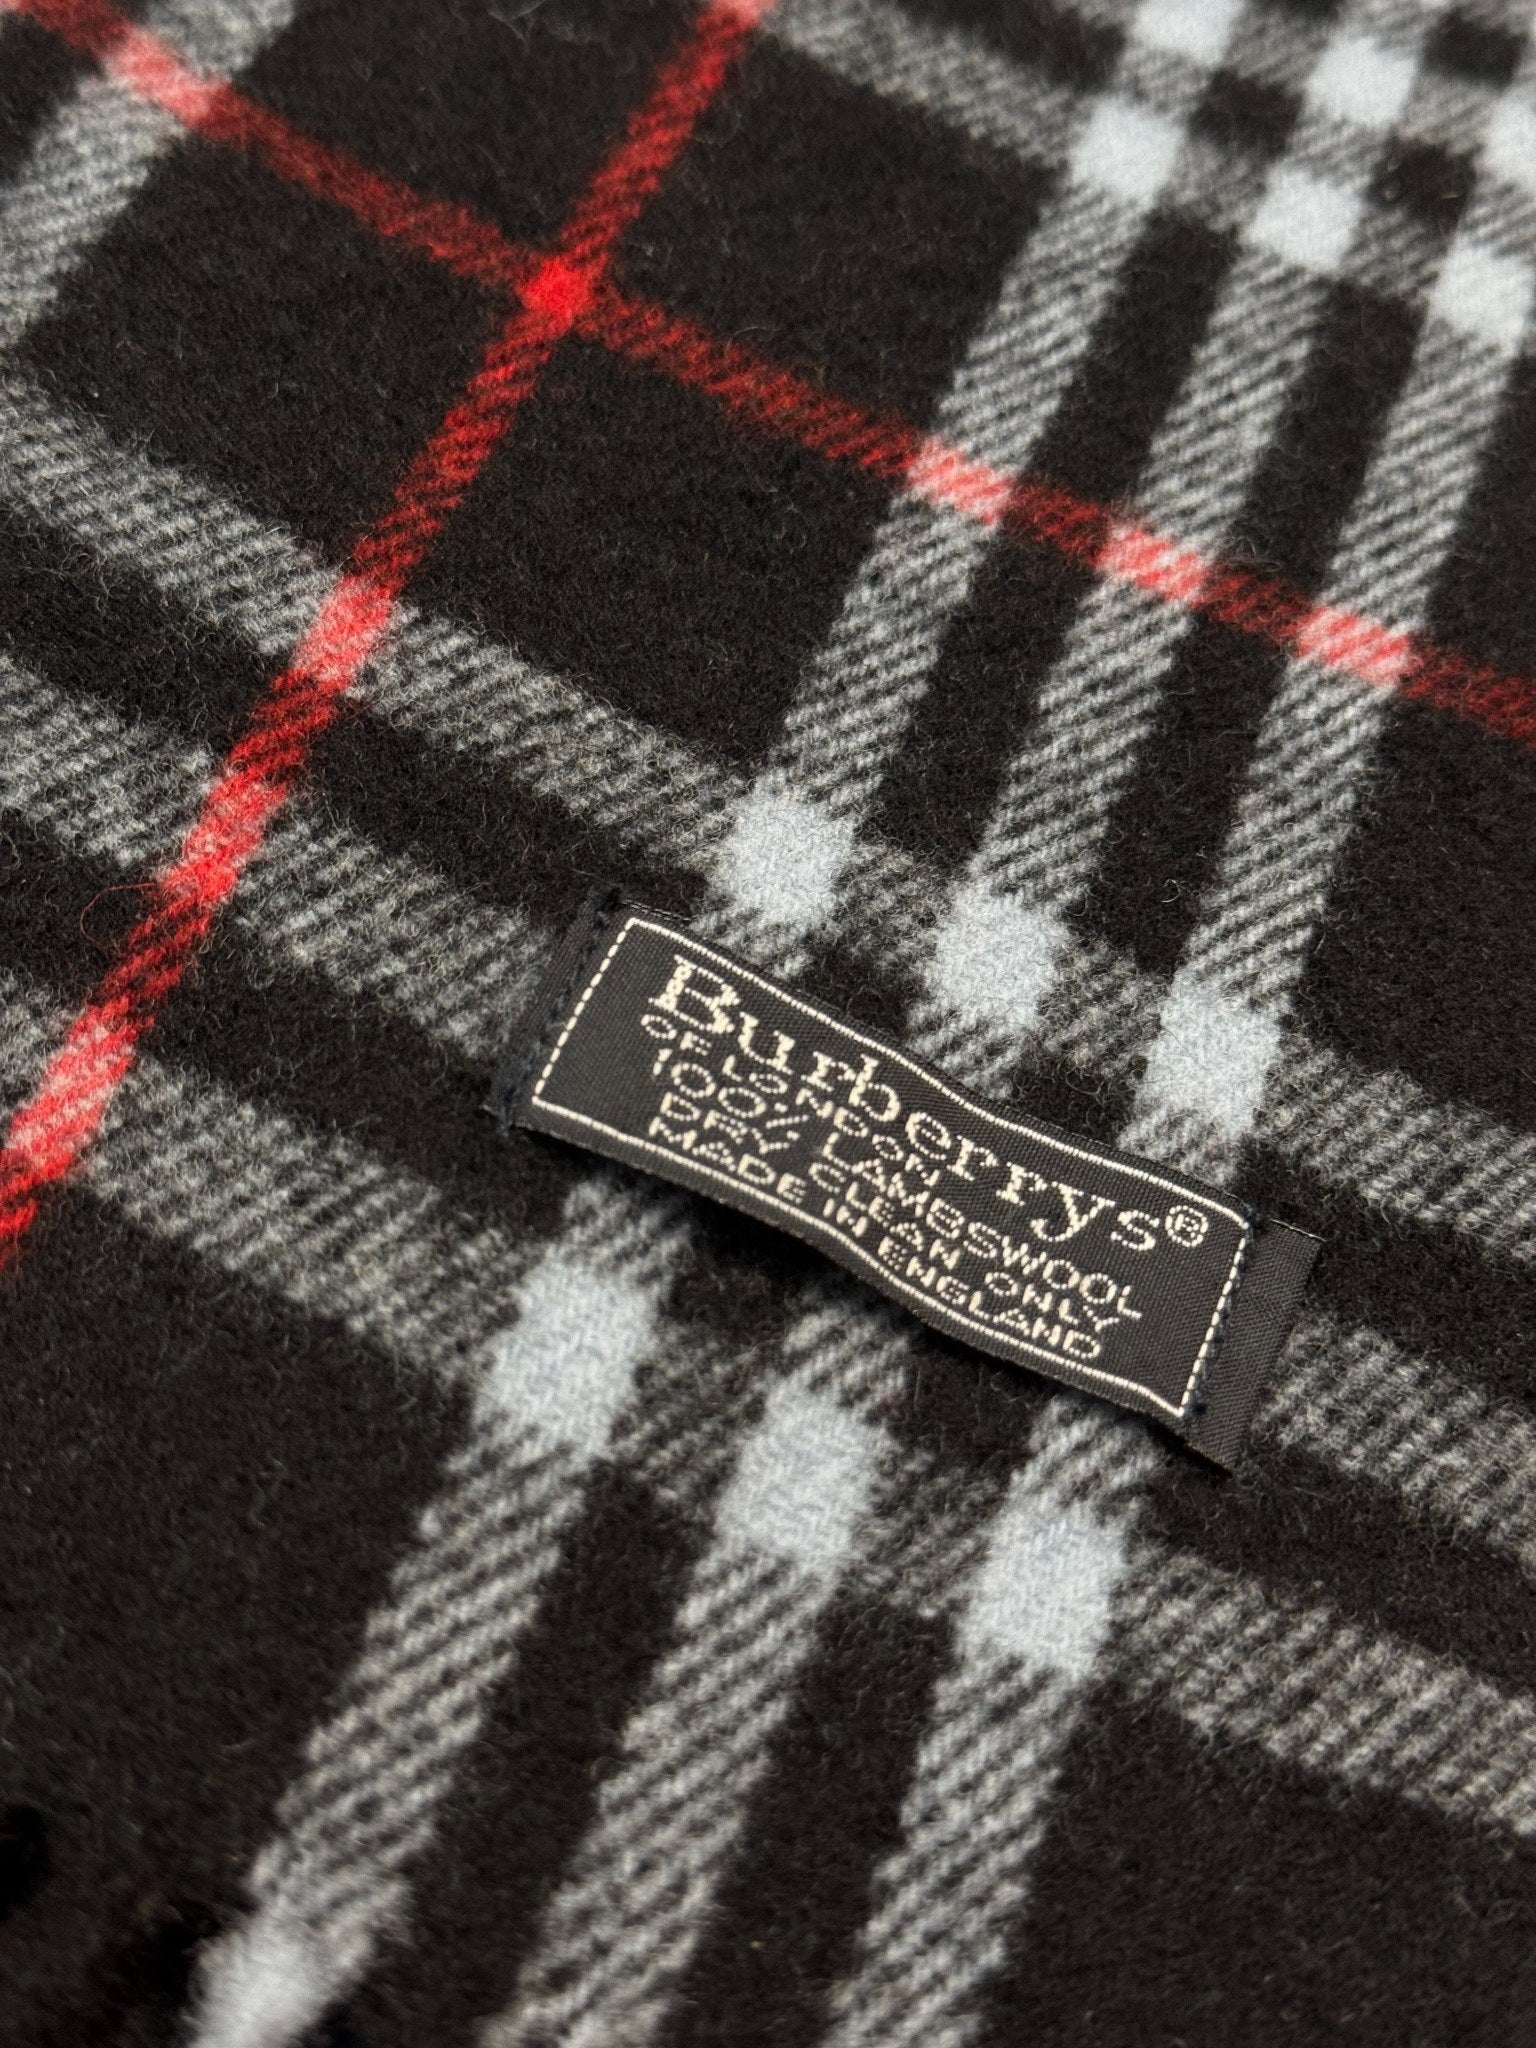 Burberrys®
OF LONDON
100% LAMBSWOOL
DRY CLEAN ONLY
MADE IN ENGLAND